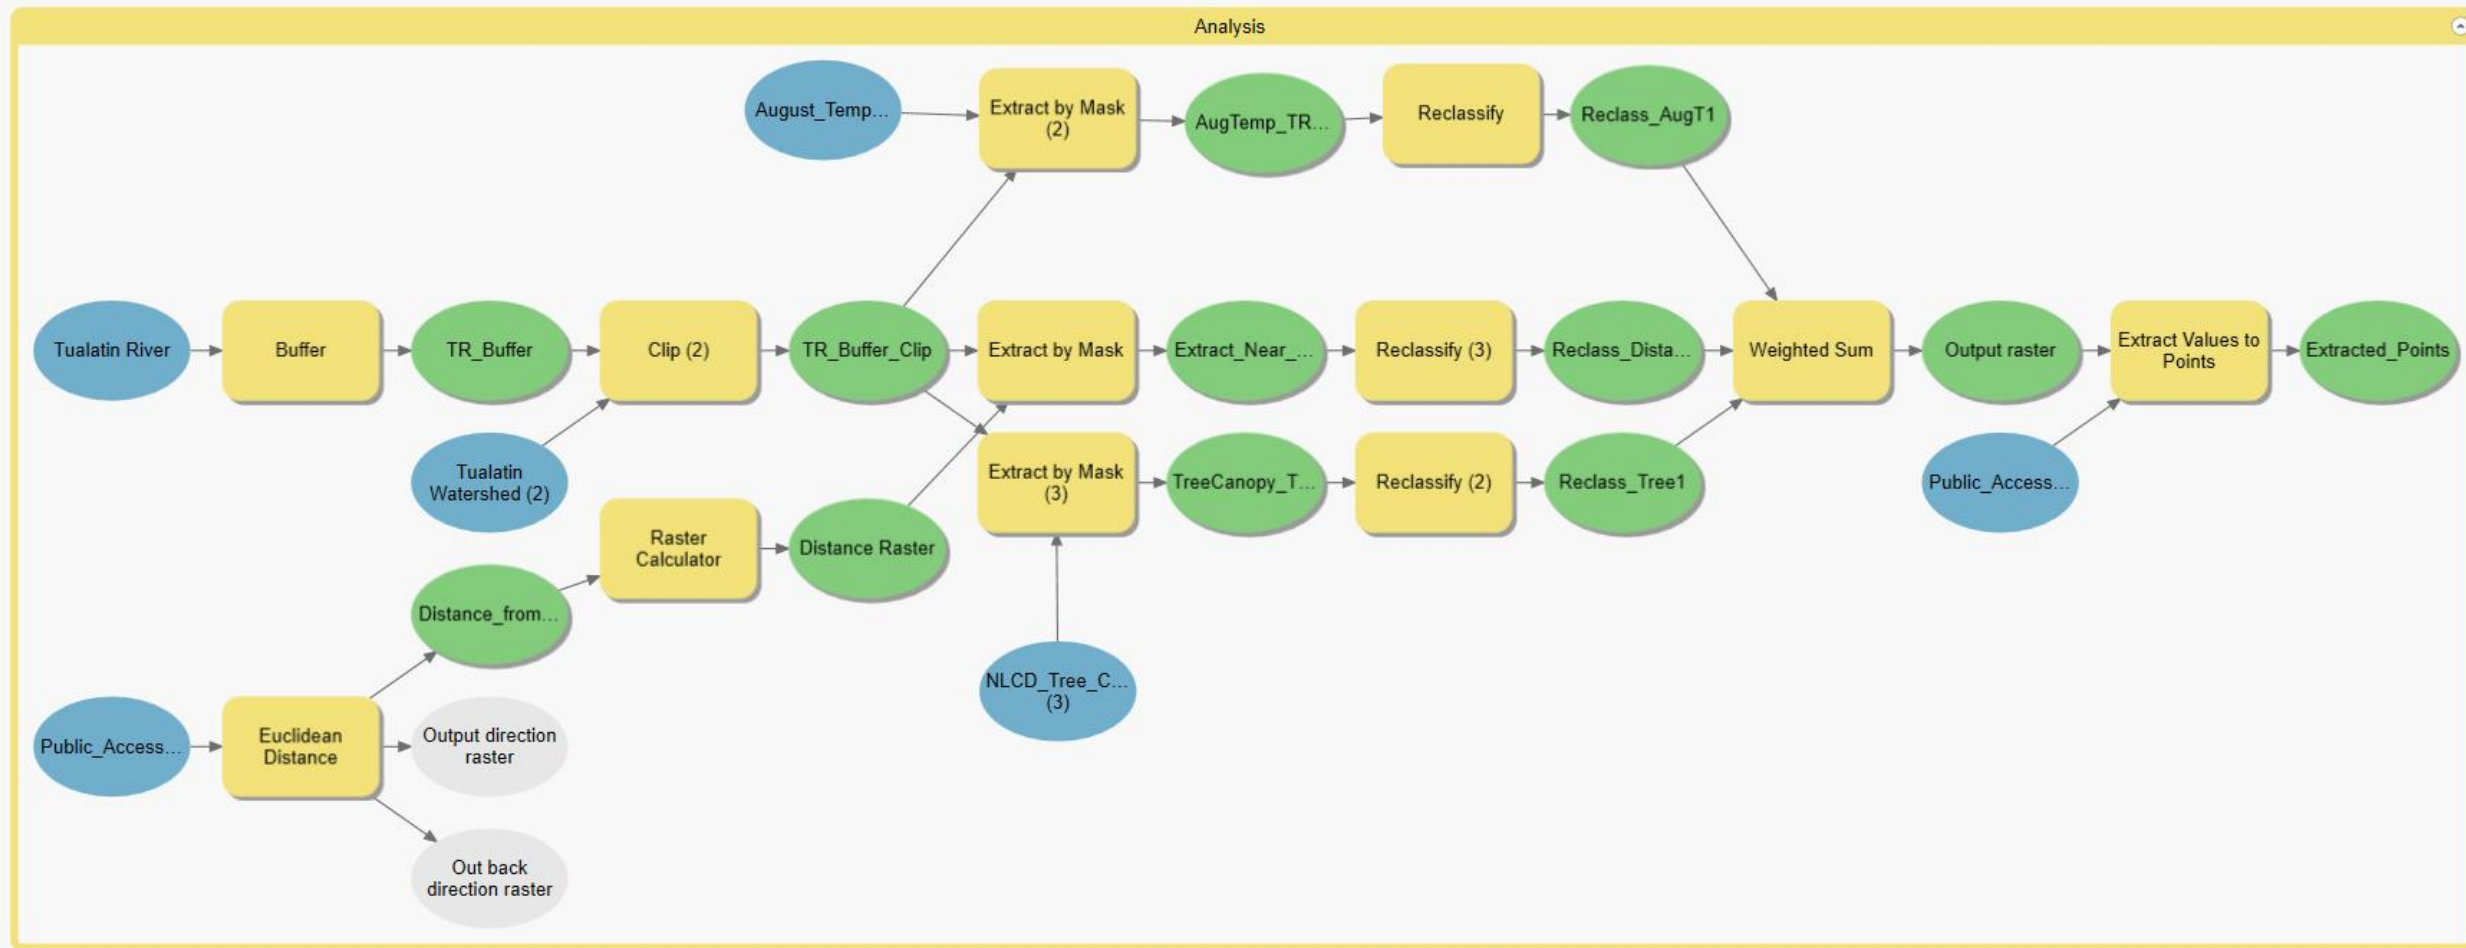 Analysis
August_Temp...
Extract by Mask
(2)
AugTemp_TR...
Reclassify
Reclass_AugT1
Tualatin River
Buffer
TR_Buffer
Clip (2)
TR_Buffer_Clip
Extract by Mask
Extract_Near_...
Reclassify (3)
Reclass_Dista...
Weighted Sum
Output raster
Extract Values to
Points
Extracted_Points
Tualatin
Watershed (2)
Extract by Mask
(3)
TreeCanopy_T...
Reclassify (2)
Reclass_Tree1
Public_Access...
Raster
Calculator
Distance Raster
Distance_from...
NLCD_Tree_C...
(3)
Public_Access...
Euclidean
Distance
Output direction
raster
Out back
direction raster